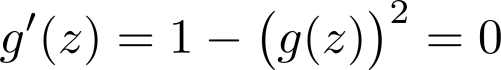 g′(z) = 1 − (g(z))² = 0